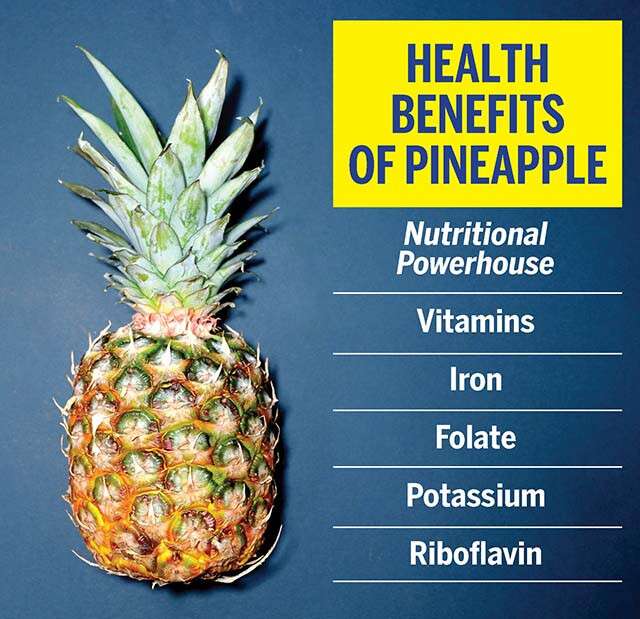 HEALTH
BENEFITS
OF PINEAPPLE
Nutritional
Powerhouse
Vitamins
Iron
Folate
Potassium
Riboflavin